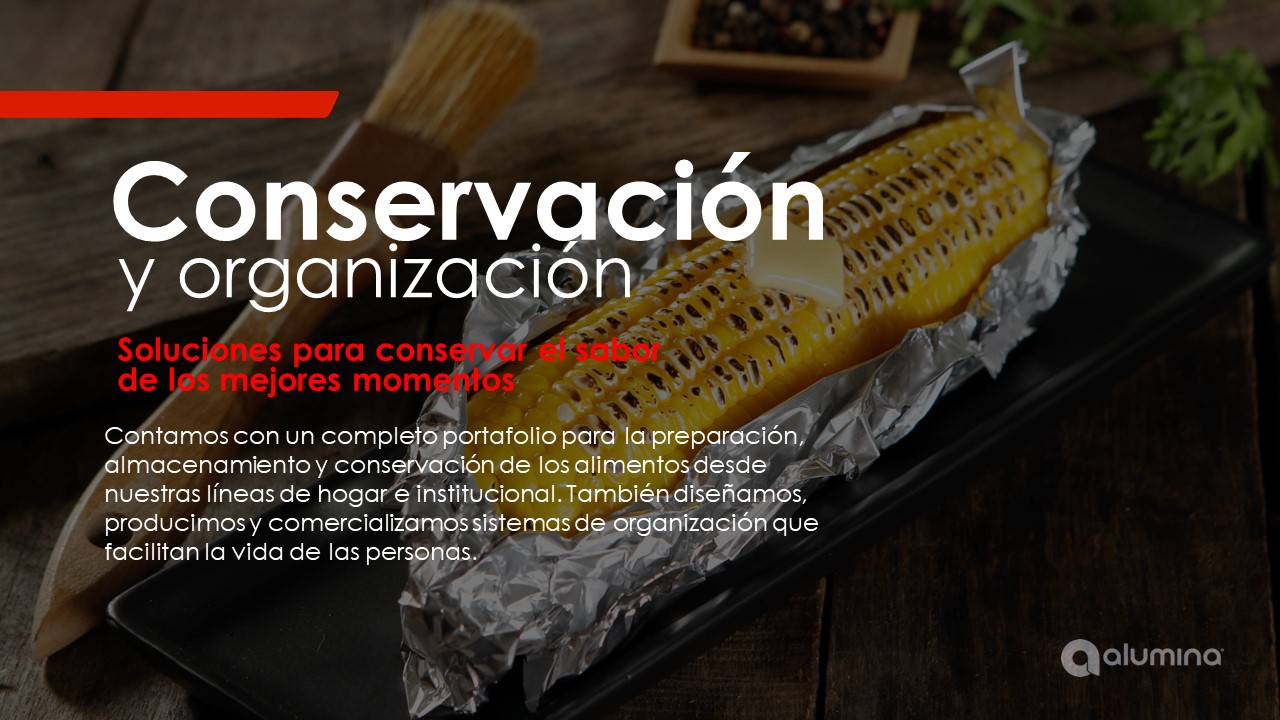 Conservación
y organización
Soluciones para conservar el sabor
de los mejores momentos
Contamos con un completo portafolio para la preparación,
almacenamiento y conservación de los alimentos desde
nuestras líneas de hogar e institucional. También diseñamos,
producimos y comercializamos sistemas de organización que
facilitan la vida de las personas.
alumina